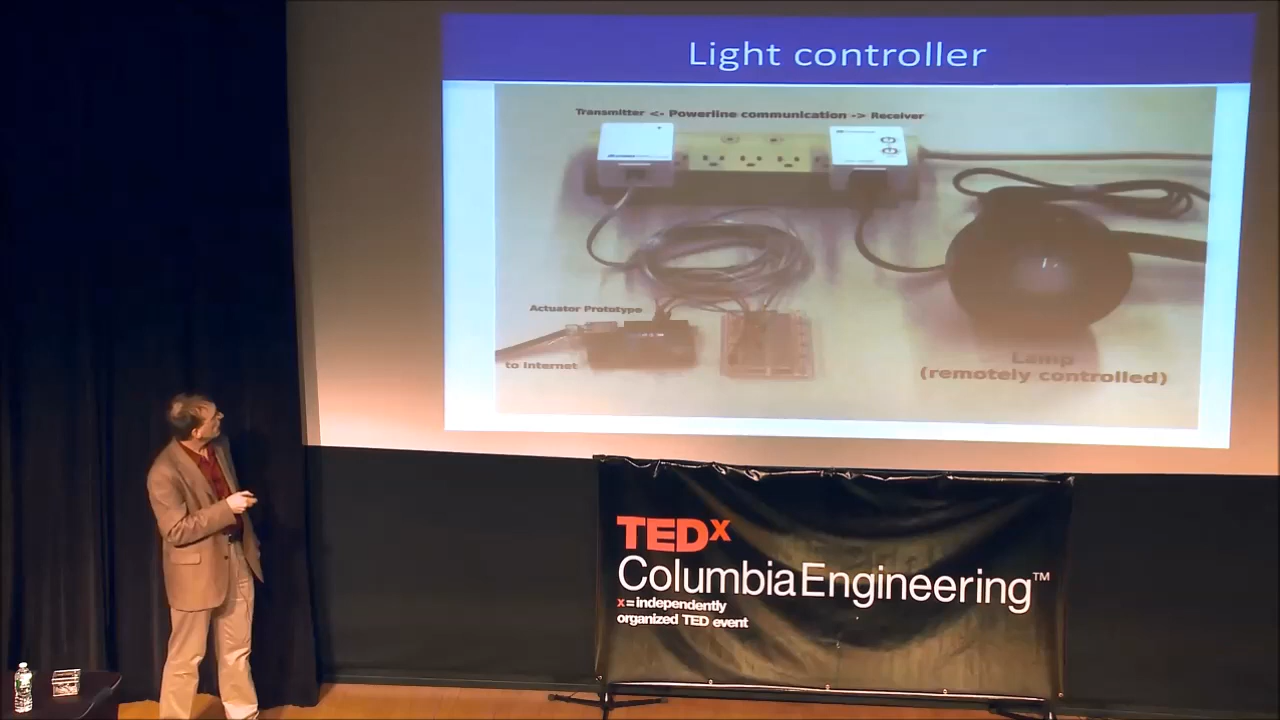 Light controller
Transmitter <- Powerline communication -> Receiver
Actuator Prototype
to Internet
Lamp
(remotely controlled)
TEDx
ColumbiaEngineering™
x = independently
organized TED event